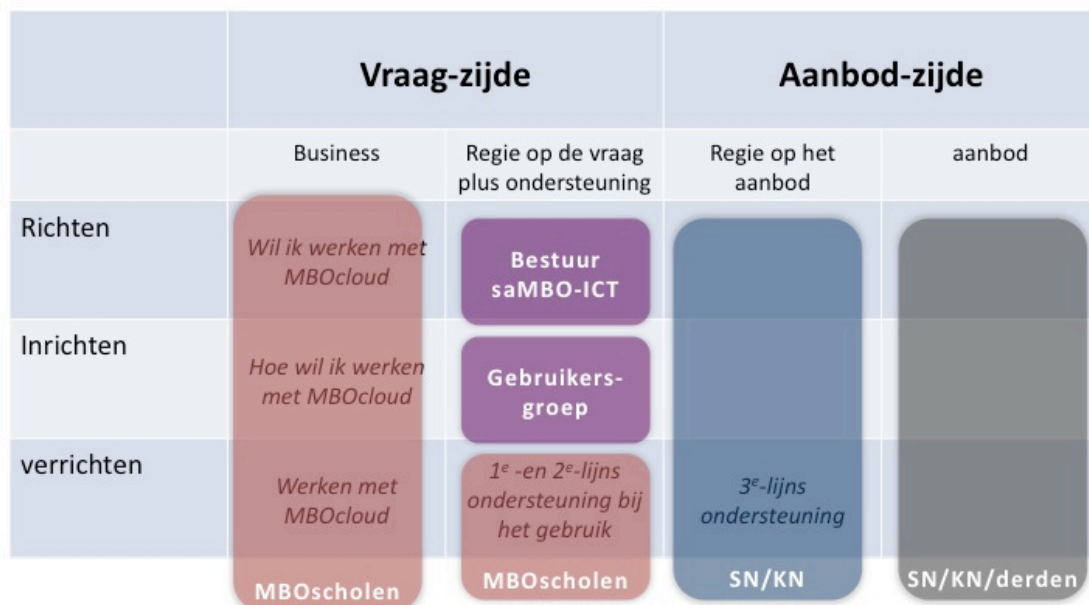 Vraag-zijde
Aanbod-zijde
Business
Regie op de vraag
plus ondersteuning
Regie op het
aanbod
aanbod
Richten
Wil ik werken met
MBOcloud
Bestuur
saMBO-ICT
Inrichten
Hoe wil ik werken
met MBOcloud
Gebruikers-
groep
verrichten
Werken met
MBOcloud
1e -en 2e-lijns
ondersteuning bij
het gebruik
3e-lijns
ondersteuning
MBOscholen
MBOscholen
SN/KN
SN/KN/derden